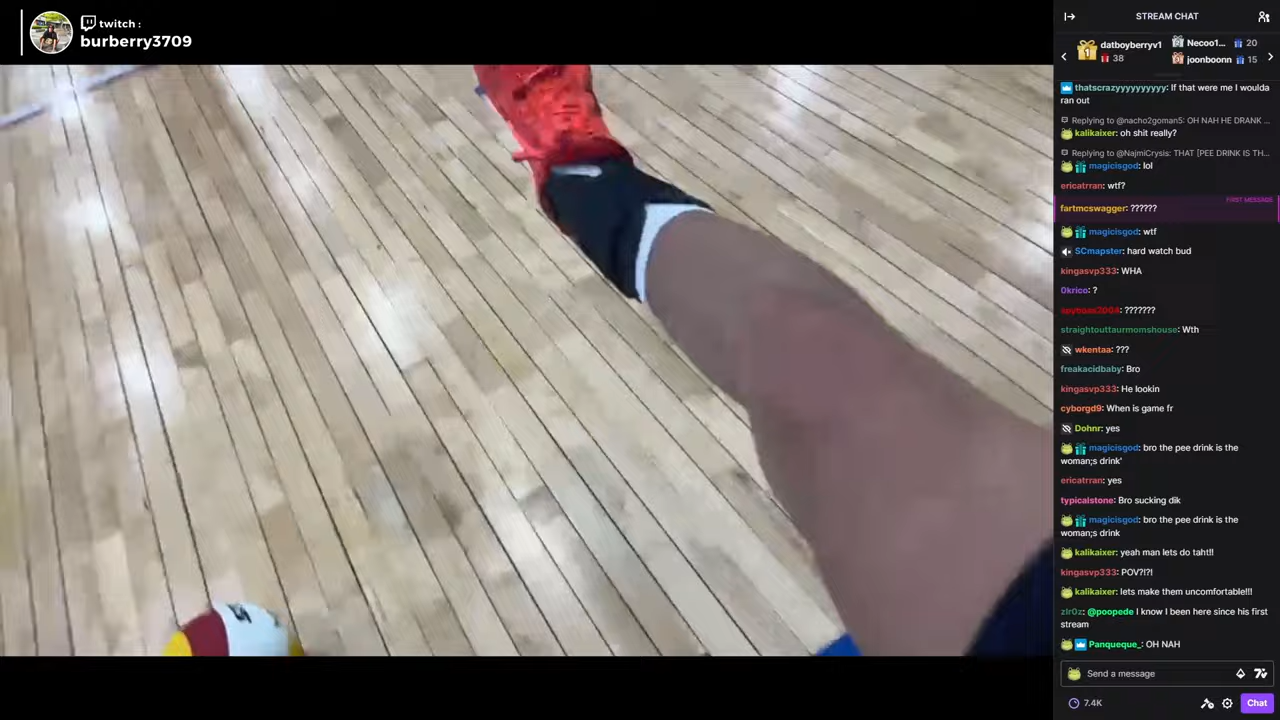 twitch :
burberry3709
STREAM CHAT
datboyberryv1
38
Necoo1... 20
joonboonn 15
thatscrazyyyyyyyyyy: If that were me I woulda
ran out
Replying to @nacho2goman5: OH NAH HE DRANK ...
kalikaixer: oh shit really?
Replying to @NajmiCrysis: THAT [PEE DRINK IS TH...
magicisgod: lol
ericatrran: wtf?
FIRST MESSAGE
fartmcswagger: ??????
magicisgod: wtf
SCmapster: hard watch bud
kingasvp333: WHA
0krico: ?
: ???????
straightouttaurmomshouse: Wth
wkentaa: ???
freakacidbaby: Bro
kingasvp333: He lookin
cyborgd9: When is game fr
Dohnr: yes
magicisgod: bro the pee drink is the
woman;s drink'
ericatrran: yes
typicalstone: Bro sucking dik
magicisgod: bro the pee drink is the
woman;s drink
kalikaixer: yeah man lets do taht!!
kingasvp333: POV?!?!
kalikaixer: lets make them uncomfortable!!!
zlr0z: @poopede I know I been here since his first
stream
Panqueque_: OH NAH
Send a message
7.4K
Chat